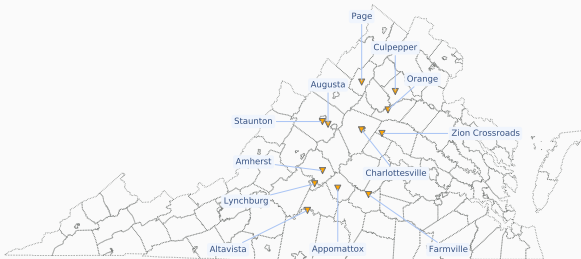 Page
Culpepper
Augusta
Orange
Staunton
Zion Crossroads
Amherst
Charlottesville
Lynchburg
Altavista
Appomattox
Farmville